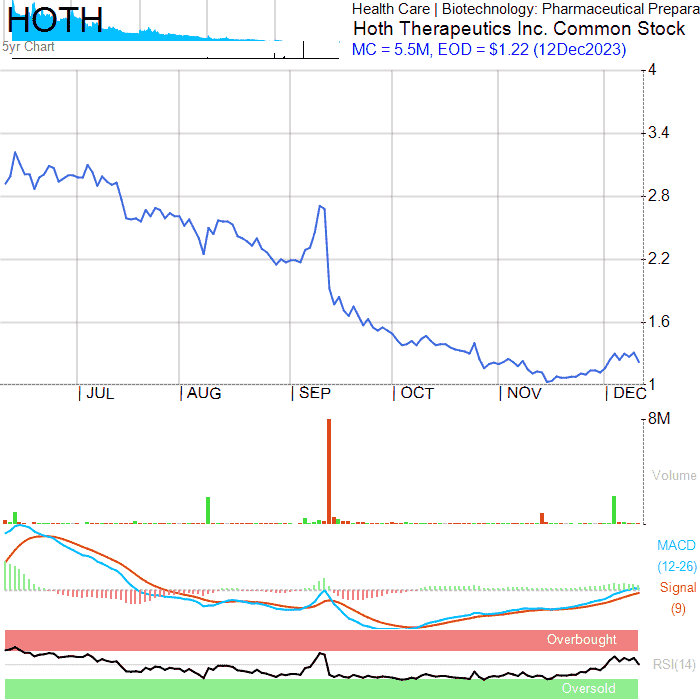 HOTH
5yr Chart
Health Care | Biotechnology: Pharmaceutical Prepara
Hoth Therapeutics Inc. Common Stock
MC = 5.5M, EOD = $1.22 (12Dec2023)
4
3.4
2.8
2.2
1.6
1
JUL AUG SEP OCT NOV DEC
8M
Volume
MACD
(12-26)
Signal
(9)
Overbought
RSI(14)
Oversold